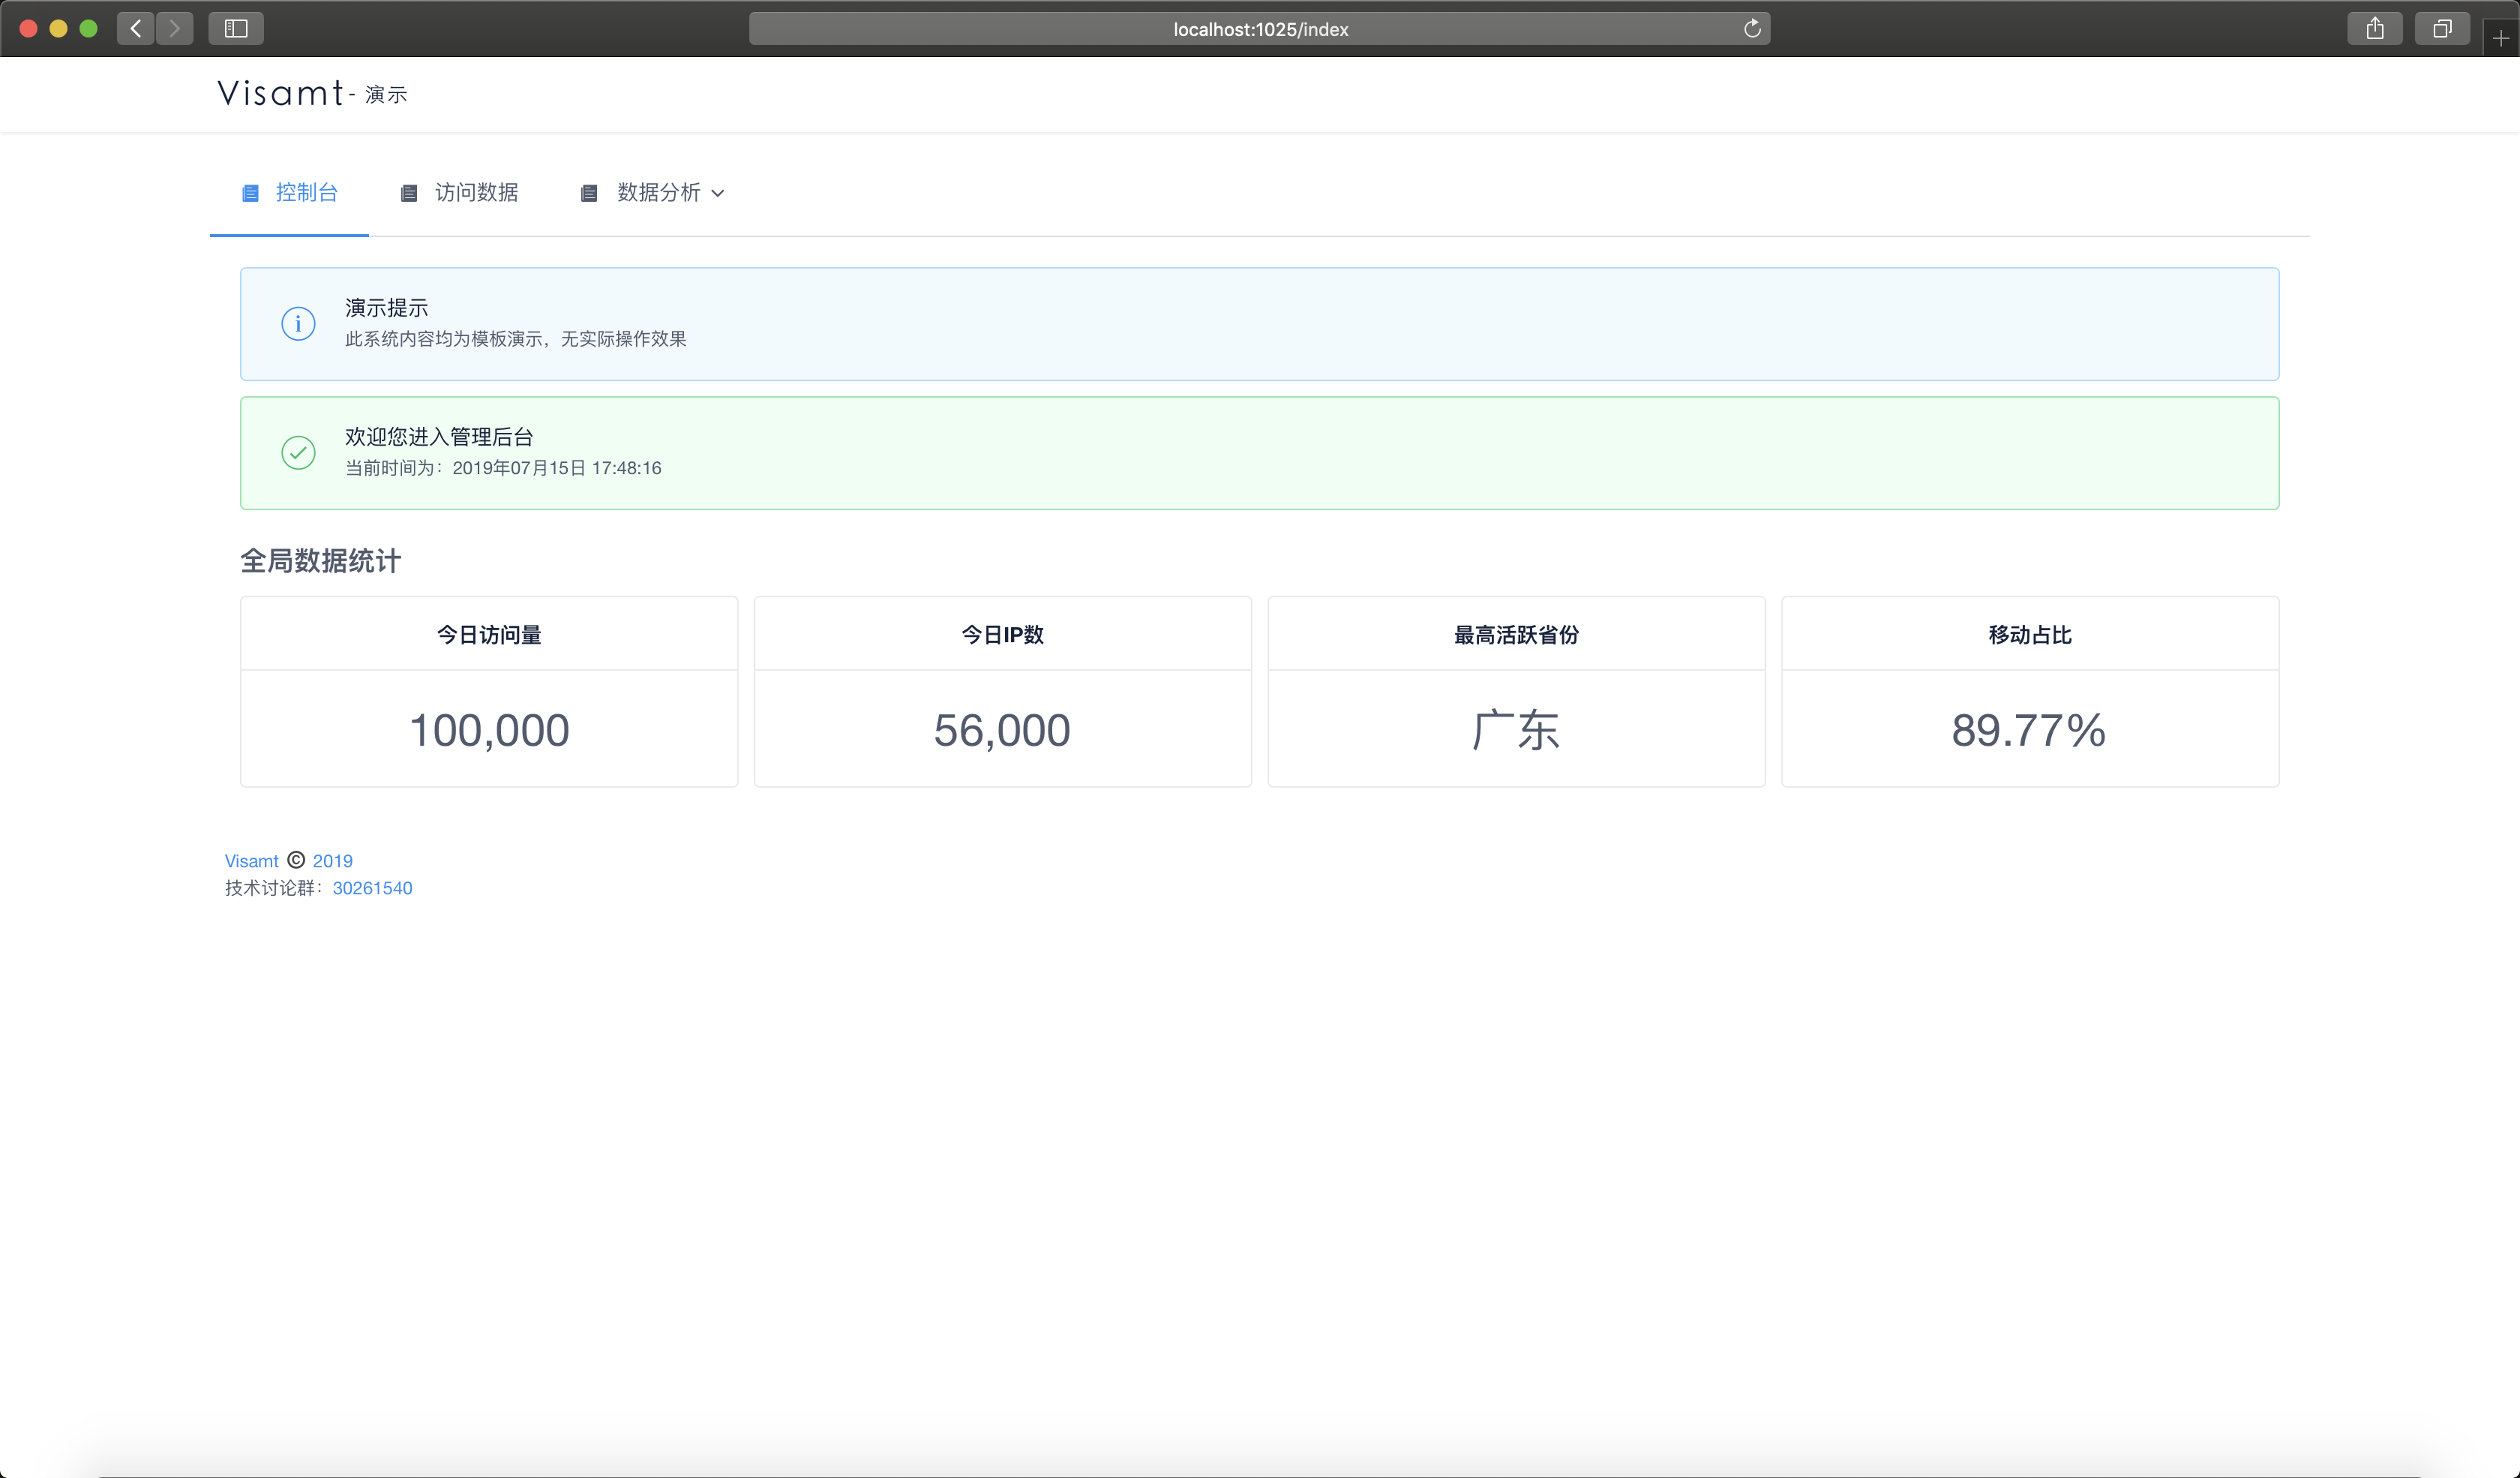 localhost:1025/index
Visamt - 演示
控制台 访问数据 数据分析
演示提示
此系统内容均为模板演示，无实际操作效果
欢迎您进入管理后台
当前时间为：2019年07月15日 17:48:16
全局数据统计
今日访问量 今日IP数 最高活跃省份 移动占比
100,000 56,000 广东 89.77%
Visamt © 2019
技术讨论群：30261540